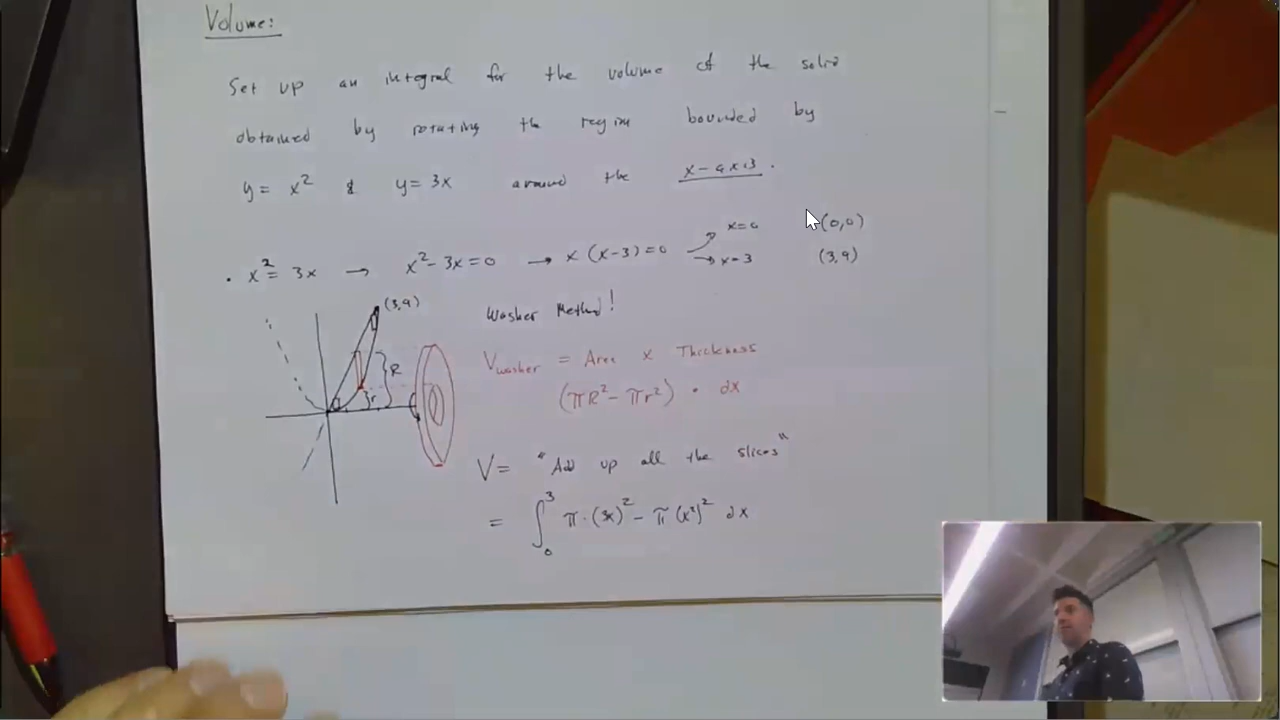 Volume:
Set up an integral for the volume of the solid
obtained by rotating the region bounded by
y = x² & y = 3x around the x-axis.
• x² = 3x → x² - 3x = 0 → x (x-3) = 0 x=0 (0,0)
→ x=3 (3,9)
(3,9)
Washer Method!
V washer = Area × Thickness
R
(πR² - πr²) • dx
r
V = "Add up all the slices"
= ∫₀³ π·(3x)² - π(x²)² dx